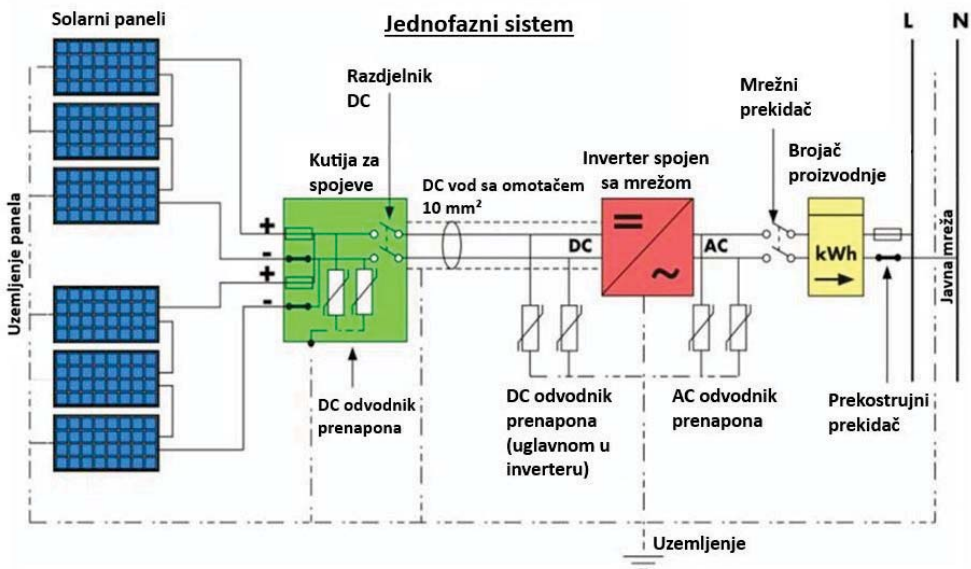 Jednofazni sistem
Solarni paneli
L
N
Razdjelnik
DC
Mrežni
prekidač
Kutija za
spojeve
DC vod sa omotačem
10 mm²
Inverter spojen
sa mrežom
Brojač
proizvodnje
Uzemljenje panela
+
-
+
-
DC
AC
=
~
kWh
Javna mreža
DC odvodnik
prenapona
DC odvodnik
prenapona
(uglavnom u
inverteru)
AC odvodnik
prenapona
Prekostrujni
prekidač
Uzemljenje